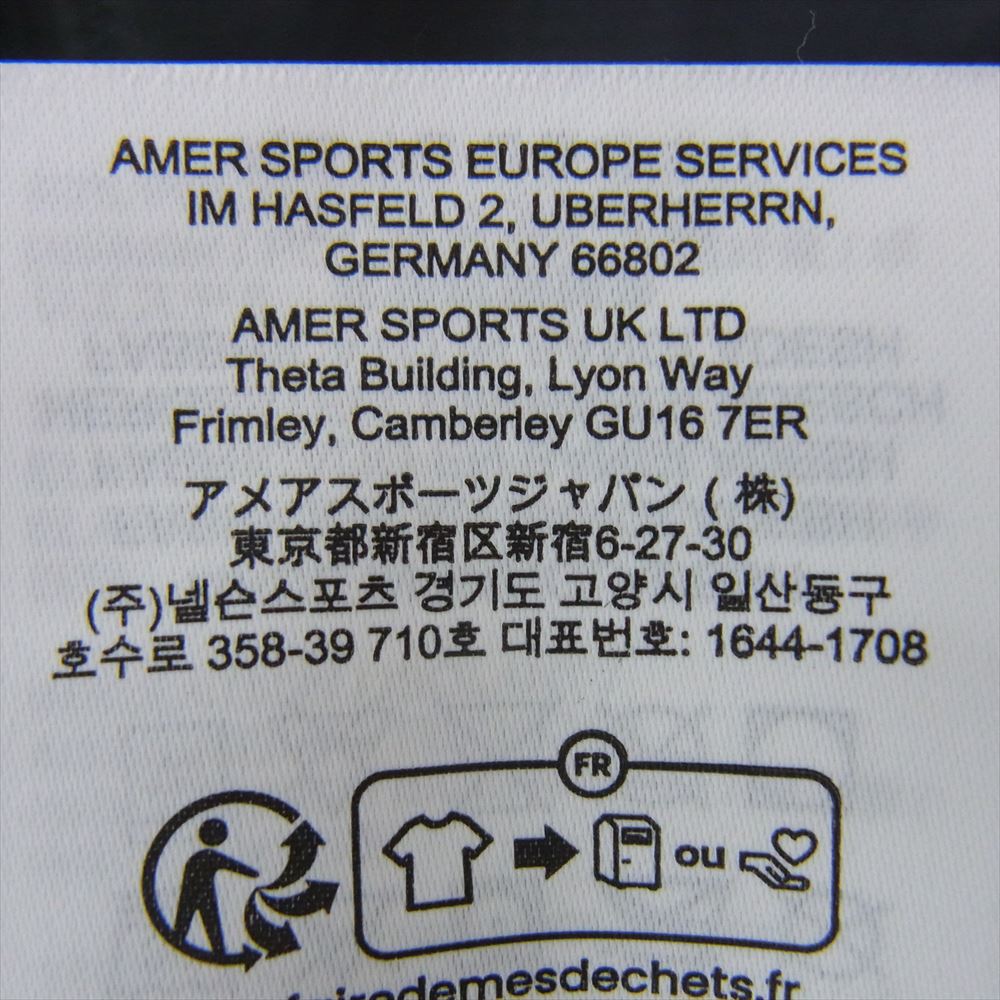 AMER SPORTS EUROPE SERVICES
IM HASFELD 2, UBERHERRN,
GERMANY 66802
AMER SPORTS UK LTD
Theta Building, Lyon Way
Frimley, Camberley GU16 7ER
アメアスポーツジャパン (株)
東京都新宿区新宿6-27-30
(주)넬슨스포츠 경기도 고양시 일산동구
호수로 358-39 710호 대표번호: 1644-1708
FR
ou